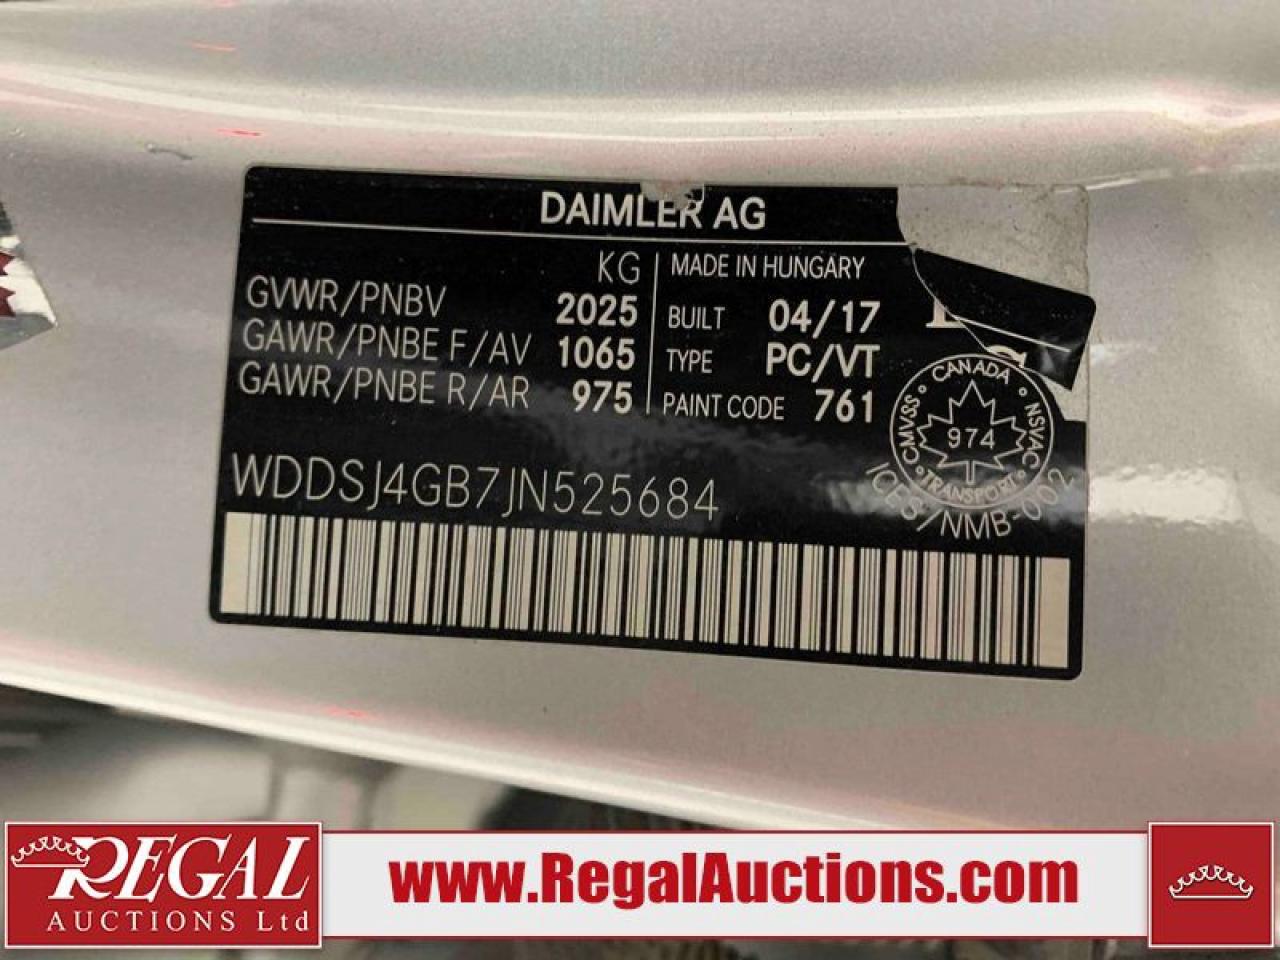 DAIMLER AG
KG
GVWR/PNBV 2025
GAWR/PNBE F/AV 1065
GAWR/PNBE R/AR 975
MADE IN HUNGARY
BUILT 04/17
TYPE PC/VT
PAINT CODE 761
WDDSJ4GB7JN525684
CANADA
CMVSS
NSVAC
974
TRANSPORT
ICES/NMB-002
REGAL
AUCTIONS Ltd
www.RegalAuctions.com